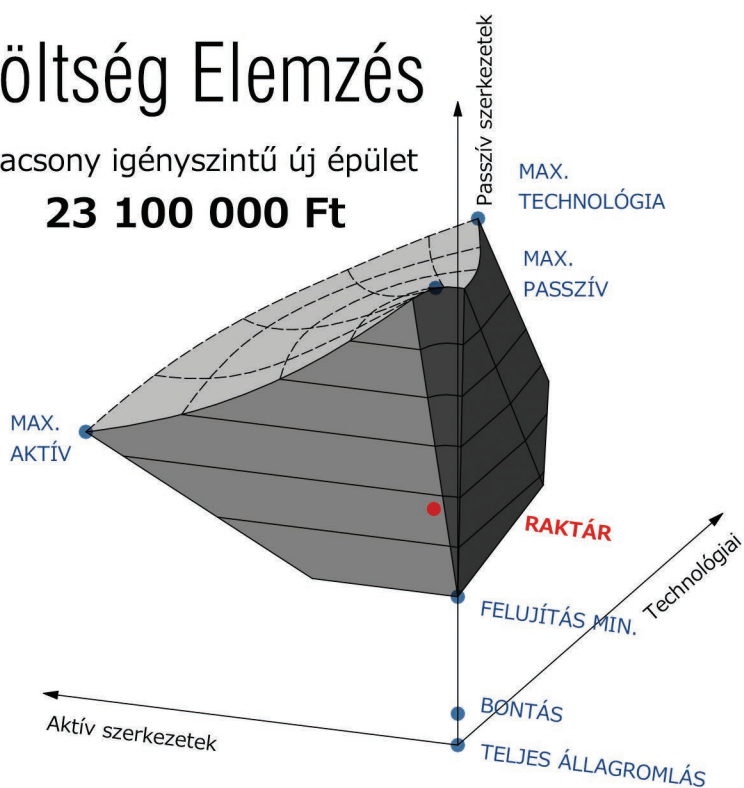 öltség Elemzés
acsony igényszintű új épület
23 100 000 Ft
Passzív szerkezetek
MAX.
TECHNOLÓGIA
MAX.
PASSZÍV
MAX.
AKTÍV
RAKTÁR
Technológiai
FELUJÍTÁS MIN.
BONTÁS
Aktív szerkezetek
TELJES ÁLLAGROMLÁS